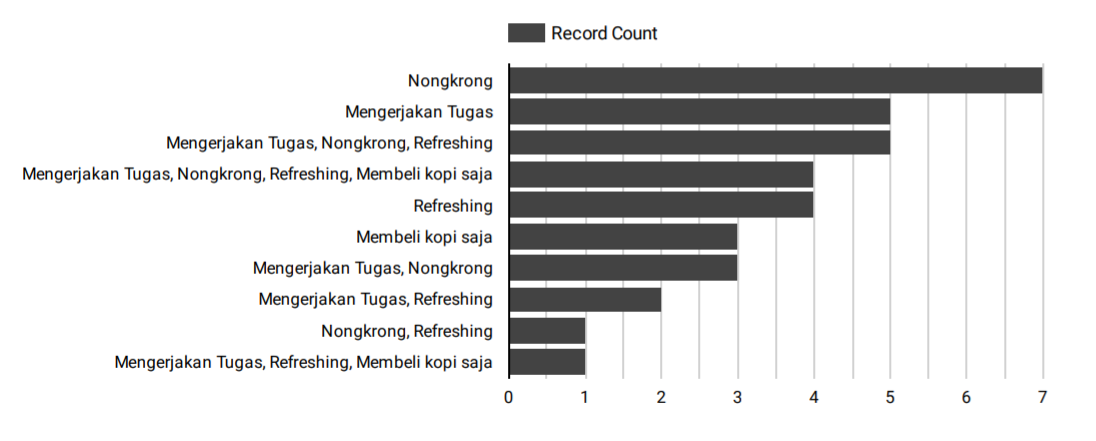 Record Count
Nongkrong
Mengerjakan Tugas
Mengerjakan Tugas, Nongkrong, Refreshing
Mengerjakan Tugas, Nongkrong, Refreshing, Membeli kopi saja
Refreshing
Membeli kopi saja
Mengerjakan Tugas, Nongkrong
Mengerjakan Tugas, Refreshing
Nongkrong, Refreshing
Mengerjakan Tugas, Refreshing, Membeli kopi saja
0 1 2 3 4 5 6 7